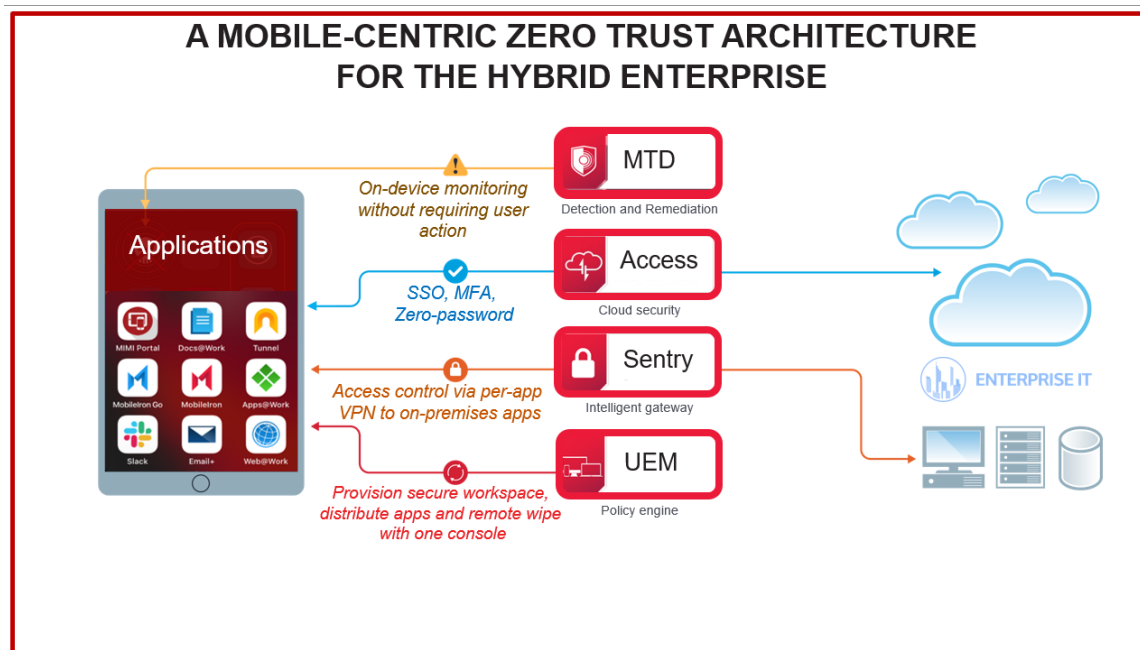 A MOBILE-CENTRIC ZERO TRUST ARCHITECTURE
FOR THE HYBRID ENTERPRISE
MTD
Detection and Remediation
On-device monitoring
without requiring user
action
Applications
Access
Cloud security
SSO, MFA,
Zero-password
MIMI Portal
Docs@Work
Tunnel
Sentry
Intelligent gateway
Access control via per-app
VPN to on-premises apps
ENTERPRISE IT
MobileIron Go
MobileIron
Apps@Work
Slack
Email+
Web@Work
UEM
Policy engine
Provision secure workspace,
distribute apps and remote wipe
with one console